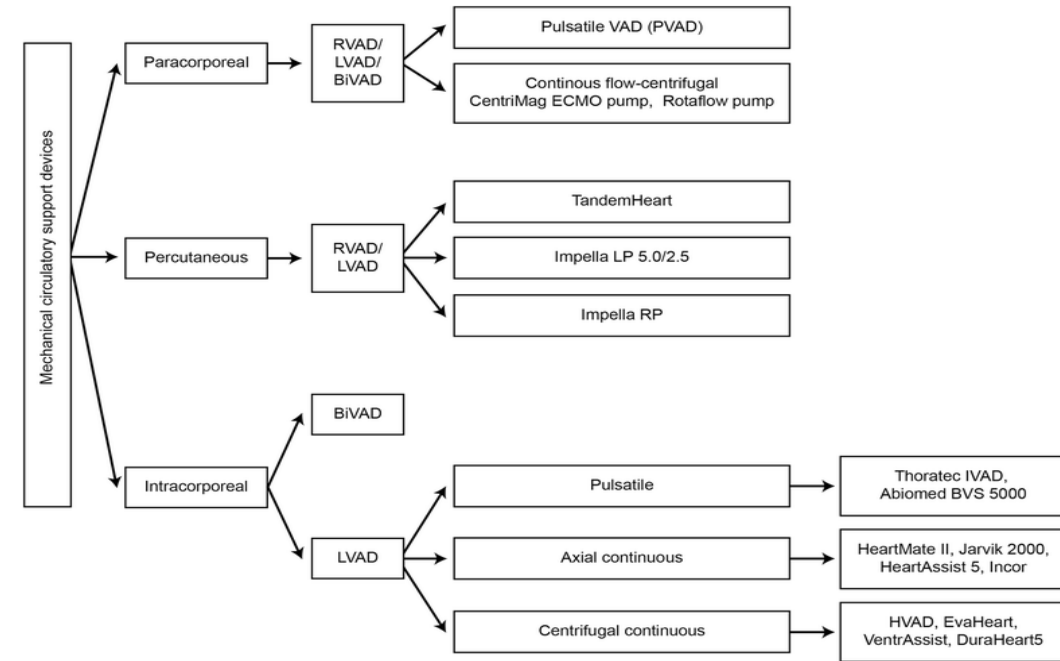 Mechanical circulatory support devices
Paracorporeal
RVAD/
LVAD/
BiVAD
Pulsatile VAD (PVAD)
Continous flow-centrifugal
CentriMag ECMO pump, Rotaflow pump
Percutaneous
RVAD/
LVAD
TandemHeart
Impella LP 5.0/2.5
Impella RP
Intracorporeal
BiVAD
LVAD
Pulsatile
Thoratec IVAD,
Abiomed BVS 5000
Axial continuous
HeartMate II, Jarvik 2000,
HeartAssist 5, Incor
Centrifugal continuous
HVAD, EvaHeart,
VentrAssist, DuraHeart5